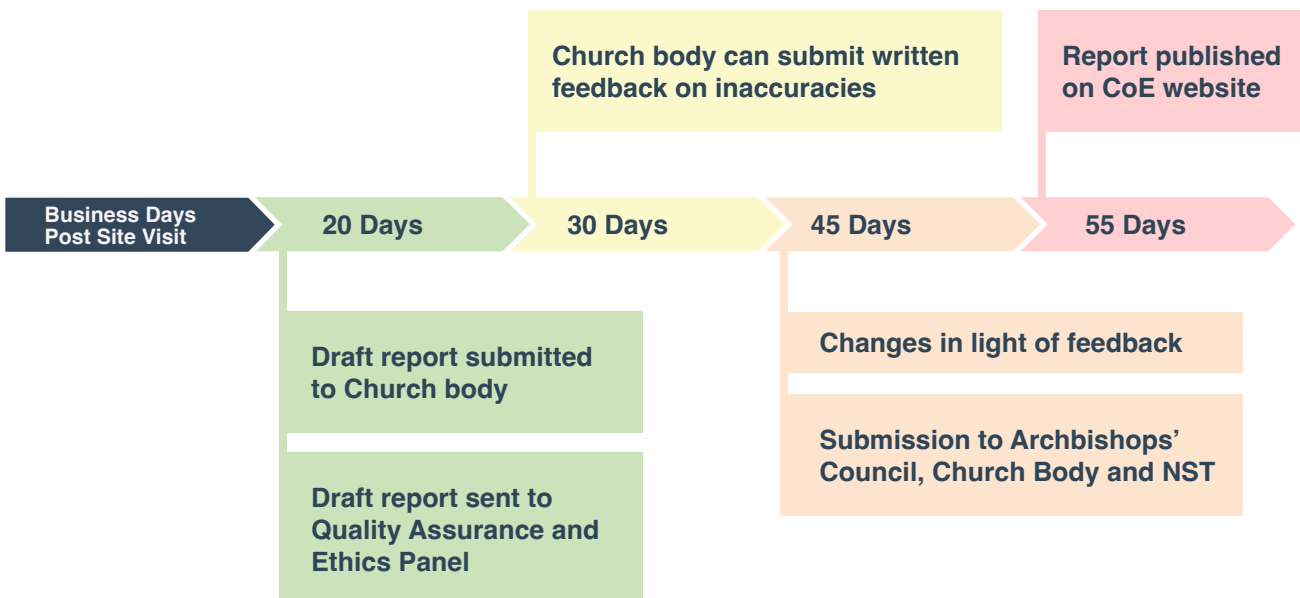 Church body can submit written
feedback on inaccuracies
Report published
on CoE website
Business Days
Post Site Visit
20 Days
30 Days
45 Days
55 Days
Draft report submitted
to Church body
Draft report sent to
Quality Assurance and
Ethics Panel
Changes in light of feedback
Submission to Archbishops’
Council, Church Body and NST